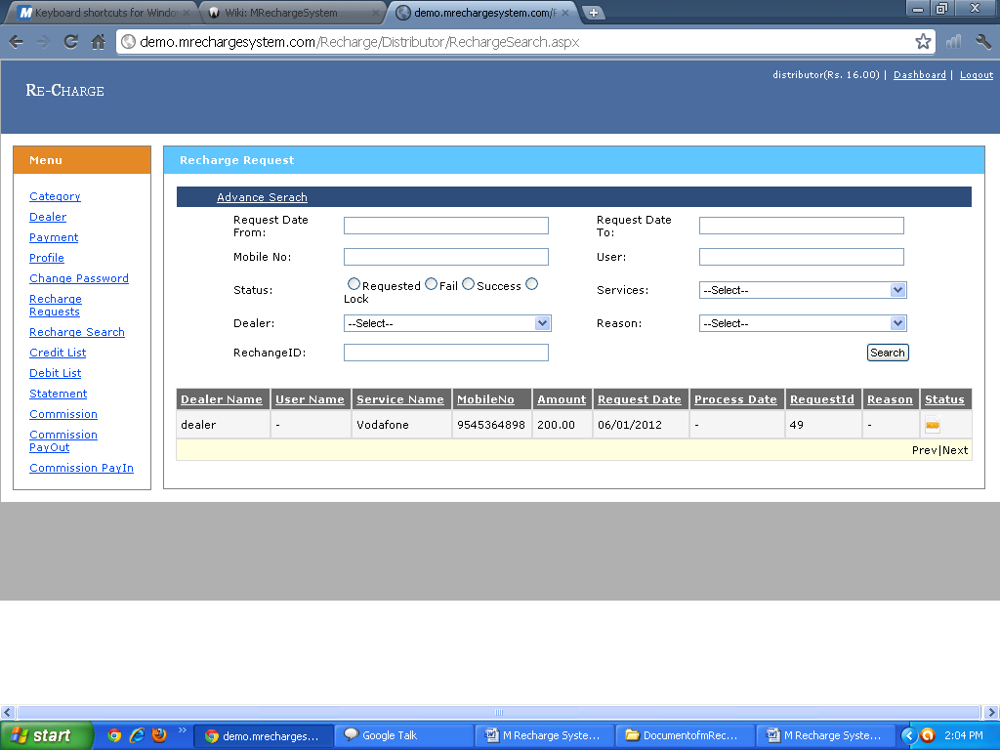 Keyboard shortcuts for Windo
Wiki: MRechargeSystem
demo.mrechargesystem.com/F
demo.mrechargesystem.com/Recharge/Distributor/RechargeSearch.aspx
distributor(Rs. 16.00) | Dashboard | Logout
RE-CHARGE
Menu
Category
Dealer
Payment
Profile
Change Password
Recharge
Requests
Recharge Search
Credit List
Debit List
Statement
Commission
Commission
PayOut
Commission PayIn
Recharge Request
Advance Serach
Request Date
From:
Request Date
To:
Mobile No:
User:
Status:
Requested Fail Success
Lock
Services:
--Select--
Dealer:
--Select--
Reason:
--Select--
RechangeID:
Search
Dealer Name User Name Service Name MobileNo Amount Request Date Process Date RequestId Reason Status
dealer - Vodafone 9545364898 200.00 06/01/2012 - 49 -
Prev|Next
start
demo.mrecharges...
Google Talk
M Recharge Syste...
DocumentofmRec...
M Recharge Syste...
2:04 PM